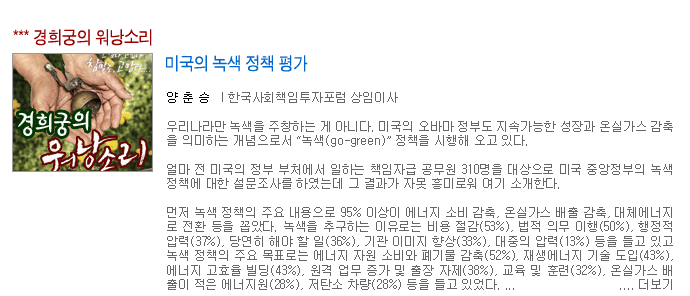 *** 경희궁의 워낭소리
미국의 녹색 정책 평가
경희궁의
워낭소리
양 춘 승 ㅣ한국사회책임투자포럼 상임이사
우리나라만 녹색을 주창하는 게 아니다. 미국의 오바마 정부도 지속가능한 성장과 온실가스 감축
을 의미하는 개념으로서 “녹색(go-green)” 정책을 시행해 오고 있다.
얼마 전 미국의 정부 부처에서 일하는 책임자급 공무원 310명을 대상으로 미국 중앙정부의 녹색
정책에 대한 설문조사를 하였는데 그 결과가 자못 흥미로워 여기 소개한다.
먼저 녹색 정책의 주요 내용으로 95% 이상이 에너지 소비 감축, 온실가스 배출 감축, 대체에너지
로 전환 등을 꼽았다. 녹색을 추구하는 이유로는 비용 절감(53%), 법적 의무 이행(50%), 행정적
압력(37%), 당연히 해야 할 일(36%), 기관 이미지 향상(33%), 대중의 압력(13%) 등을 들고 있고
녹색 정책의 주요 목표로는 에너지 자원 소비와 폐기물 감축(52%), 재생에너지 기술 도입(43%),
에너지 고효율 빌딩(43%), 원격 업무 증가 및 출장 자제(38%), 교육 및 훈련(32%), 온실가스 배
출이 적은 에너지원(28%), 저탄소 차량(28%) 등을 들고 있었다. ... .... 더보기